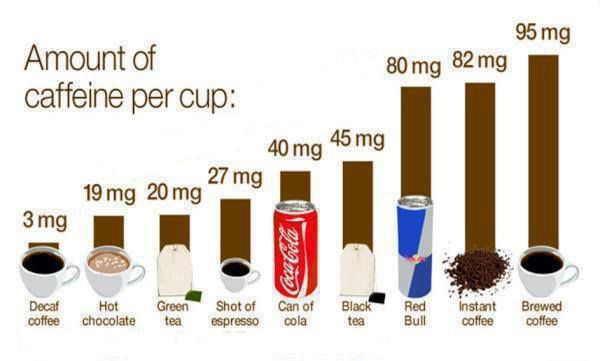 Amount of
caffeine per cup:
3 mg
19 mg
20 mg
27 mg
40 mg
45 mg
80 mg
82 mg
95 mg
Coca-Cola
Decaf
coffee
Hot
chocolate
Green
tea
Shot of
espresso
Can of
cola
Black
tea
Red
Bull
Instant
coffee
Brewed
coffee